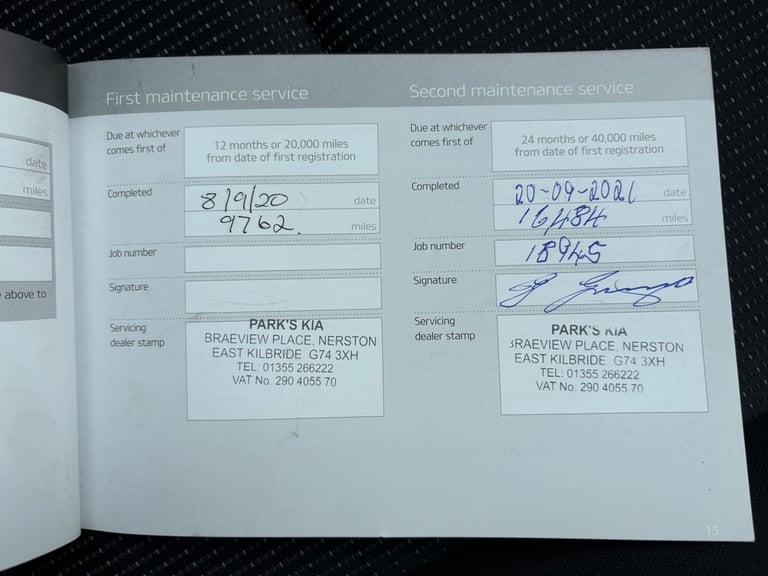 date
miles
above to
First maintenance service
Due at whichever comes first of
12 months or 20,000 miles
from date of first registration
Completed
8/9/20 date
9762. miles
Job number
Signature
Servicing
dealer stamp
PARK'S KIA
BRAEVIEW PLACE, NERSTON
EAST KILBRIDE G74 3XH
TEL: 01355 266222
VAT No. 290 4055 70
Second maintenance service
Due at whichever
comes first of
24 months or 40,000 miles
from date of first registration
Completed
20-09-2021 date
16,484 miles
Job number
18945
Signature
Servicing
dealer stamp
PARK'S KIA
BRAEVIEW PLACE, NERSTON
EAST KILBRIDE G74 3XH
TEL: 01355 266222
VAT No. 290 4055 70
15